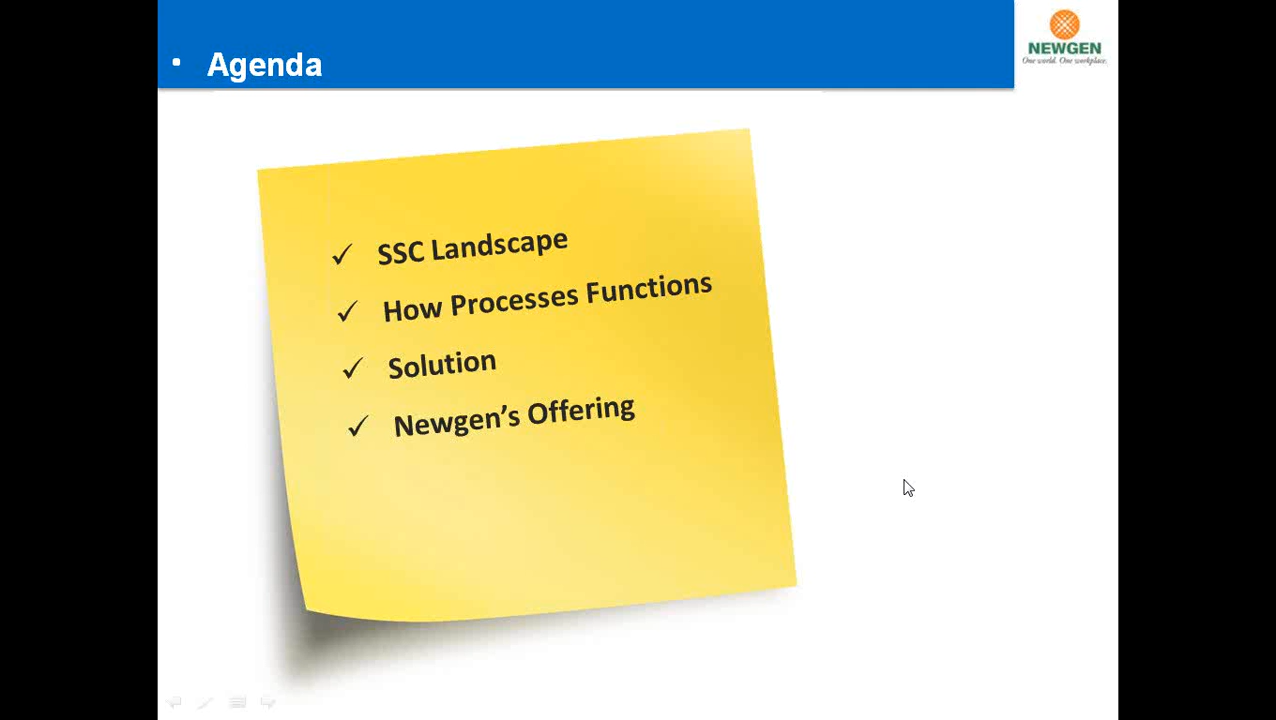 • Agenda
NEWGEN
One world. One workplace.
✓ SSC Landscape
✓ How Processes Functions
✓ Solution
✓ Newgen’s Offering